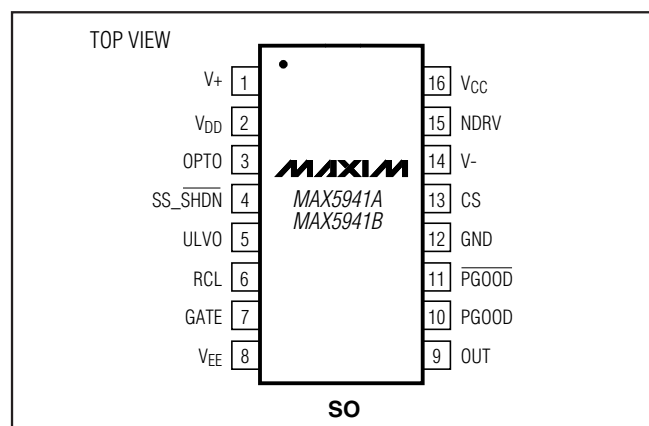 TOP VIEW
V+ 1
VDD 2
OPTO 3
SS_SHDN 4
ULVO 5
RCL 6
GATE 7
VEE 8
MAXIM
MAX5941A
MAX5941B
16 VCC
15 NDRV
14 V-
13 CS
12 GND
11 PGOOD
10 PGOOD
9 OUT
SO